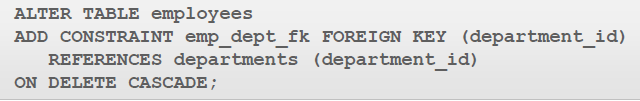 ALTER TABLE employees
ADD CONSTRAINT emp_dept_fk FOREIGN KEY (department_id)
REFERENCES departments (department_id)
ON DELETE CASCADE;